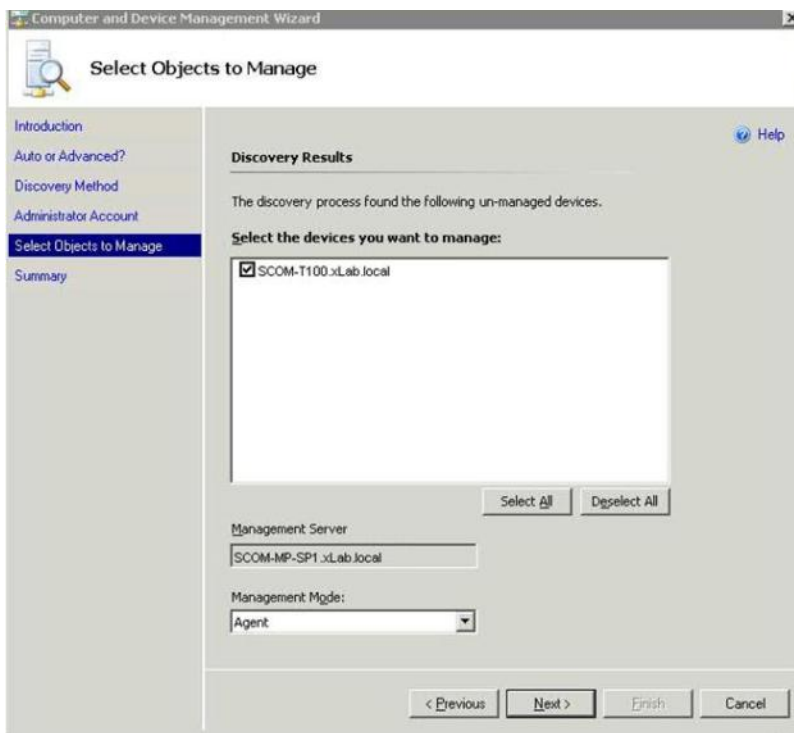 Computer and Device Management Wizard
Select Objects to Manage
Introduction
Help
Auto or Advanced?
Discovery Results
Discovery Method
The discovery process found the following un-managed devices.
Administrator Account
Select the devices you want to manage:
Select Objects to Manage
SCOM-T100.xLab.local
Summary
Select All
Deselect All
Management Server
SCOM-MP-SP1.xLab.local
Management Mode:
Agent
< Previous
Next >
Finish
Cancel